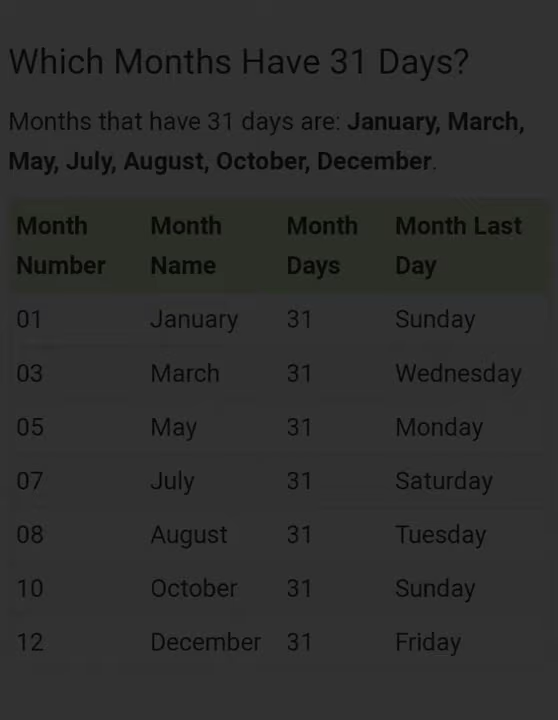 Which Months Have 31 Days?
Months that have 31 days are: January, March,
May, July, August, October, December.
Month Number Month Name Month Days Month Last Day
01 January 31 Sunday
03 March 31 Wednesday
05 May 31 Monday
07 July 31 Saturday
08 August 31 Tuesday
10 October 31 Sunday
12 December 31 Friday